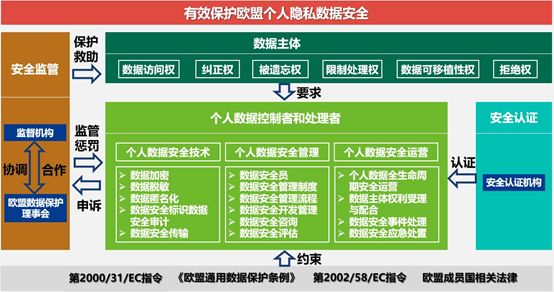 有效保护欧盟个人隐私数据安全
安全监管
监督机构
协调
合作
欧盟数据保护
理事会
保护
救助
监管
惩罚
申诉
数据主体
数据访问权
纠正权
被遗忘权
限制处理权
数据可移植性权
拒绝权
要求
个人数据控制者和处理者
个人数据安全技术
数据加密
数据脱敏
数据匿名化
数据安全标识数据
安全审计
数据安全传输
个人数据安全管理
数据安全员
数据安全管理制度
数据安全管理流程
数据安全开发管理
数据安全咨询
数据安全评估
个人数据安全运营
个人数据全生命周
期安全运营
数据主体权利受理
与配合
数据安全事件处理
数据安全应急处置
认证
安全认证
安全认证机构
约束
第2000/31/EC指令 《欧盟通用数据保护条例》 第2002/58/EC指令 欧盟成员国相关法律